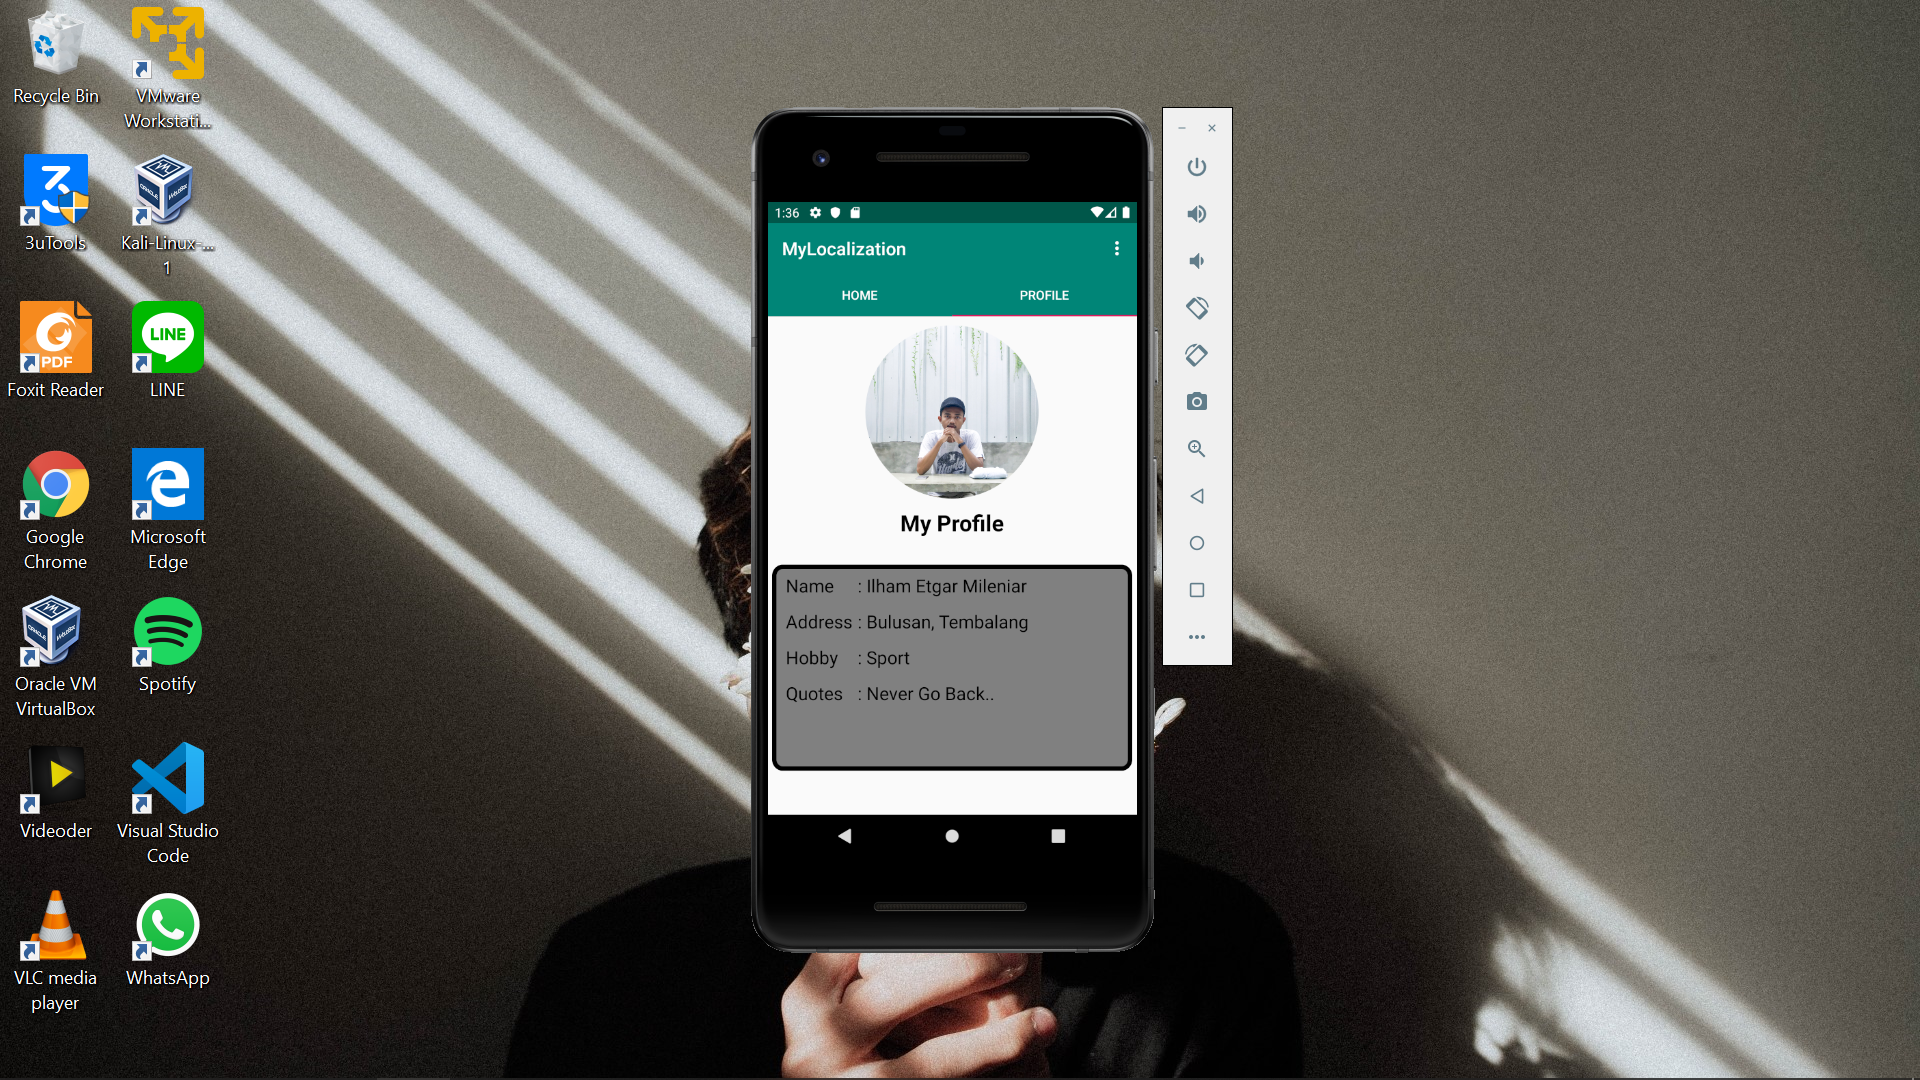 Recycle Bin
VMware
Workstati...
3uTools
Kali-Linux-...
1
PDF
Foxit Reader
LINE
LINE
Google
Chrome
Microsoft
Edge
Oracle VM
VirtualBox
Spotify
Videoder
Visual Studio
Code
VLC media
player
WhatsApp
1:36
MyLocalization
HOME
PROFILE
My Profile
Name : Ilham Etgar Mileniar
Address : Bulusan, Tembalang
Hobby : Sport
Quotes : Never Go Back..